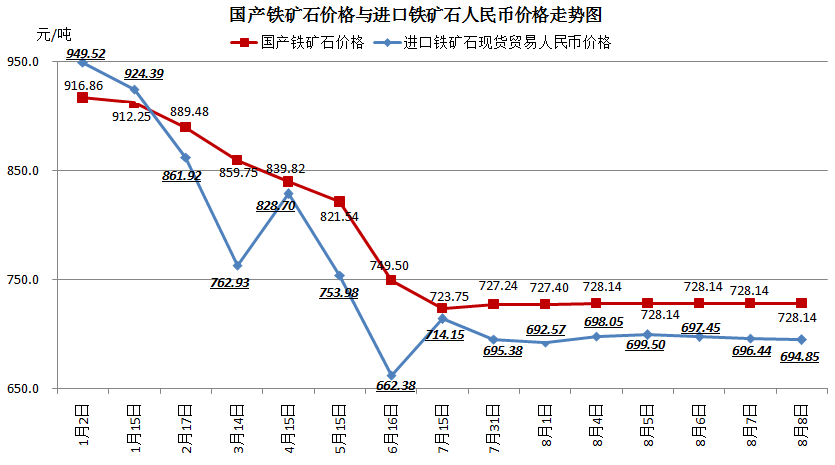 国产铁矿石价格与进口铁矿石人民币价格走势图
元/吨
国产铁矿石价格 进口铁矿石现货贸易人民币价格
950.0
850.0
750.0
650.0
949.52
924.39
916.86
912.25
889.48
861.92
859.75
762.93
839.82
828.70
821.54
753.98
749.50
662.38
723.75
714.15
727.24
695.38
727.40
692.57
728.14
698.05
728.14
699.50
728.14
697.45
728.14
696.44
728.14
694.85
1月2日
1月15日
2月17日
3月14日
4月15日
5月15日
6月16日
7月15日
7月31日
8月1日
8月4日
8月5日
8月6日
8月7日
8月8日